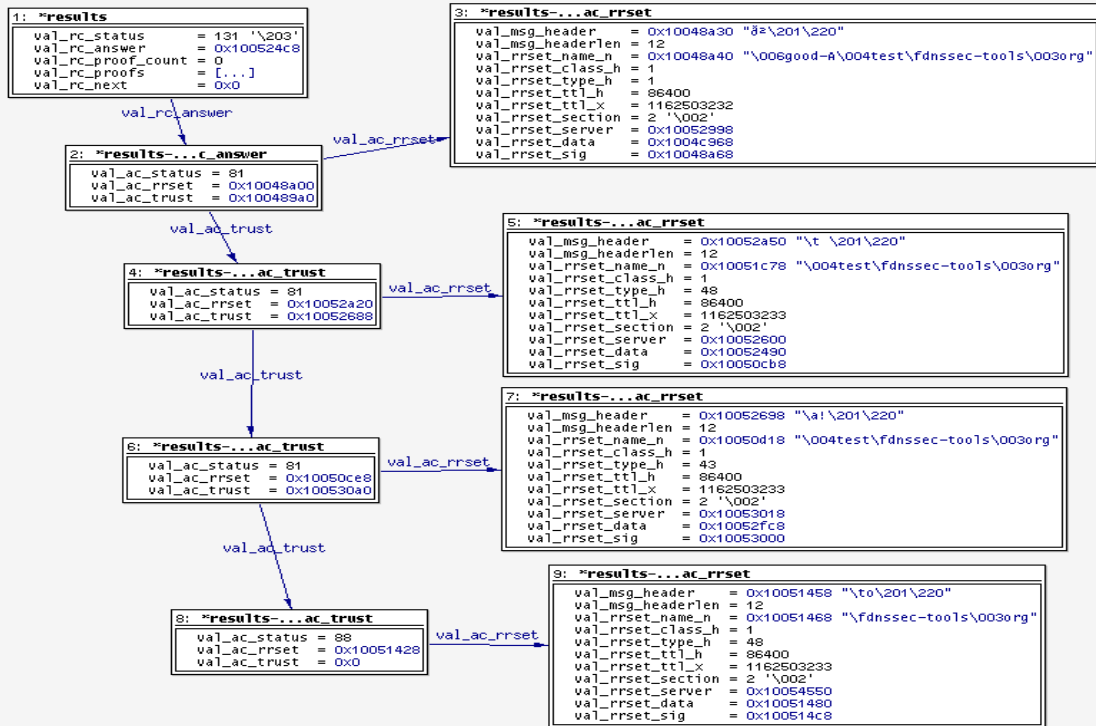 1: *results
val_rc_status = 131 '\203'
val_rc_answer = 0x100524c8
val_rc_proof_count = 0
val_rc_proofs = [...]
val_rc_next = 0x0
val_rc_answer
2: *results-...c_answer
val_ac_status = 81
val_ac_rrset = 0x10048a00
val_ac_trust = 0x100489a0
val_ac_rrset
3: *results-...ac_rrset
val_msg_header = 0x10048a30 "ð²\201\220"
val_msg_headerlen = 12
val_rrset_name_n = 0x10048a40 "\006good-A\004test\fdnssec-tools\003org"
val_rrset_class_h = 1
val_rrset_type_h = 1
val_rrset_ttl_h = 86400
val_rrset_ttl_x = 1162503232
val_rrset_section = 2 '\002'
val_rrset_server = 0x10052998
val_rrset_data = 0x1004c968
val_rrset_sig = 0x10048a68
val_ac_trust
4: *results-...ac_trust
val_ac_status = 81
val_ac_rrset = 0x10052a20
val_ac_trust = 0x10052688
val_ac_rrset
5: *results-...ac_rrset
val_msg_header = 0x10052a50 "\t \201\220"
val_msg_headerlen = 12
val_rrset_name_n = 0x10051c78 "\004test\fdnssec-tools\003org"
val_rrset_class_h = 1
val_rrset_type_h = 48
val_rrset_ttl_h = 86400
val_rrset_ttl_x = 1162503233
val_rrset_section = 2 '\002'
val_rrset_server = 0x10052600
val_rrset_data = 0x10052490
val_rrset_sig = 0x10050cb8
val_ac_trust
6: *results-...ac_trust
val_ac_status = 81
val_ac_rrset = 0x10050ce8
val_ac_trust = 0x100530a0
val_ac_rrset
7: *results-...ac_rrset
val_msg_header = 0x10052698 "\a!\201\220"
val_msg_headerlen = 12
val_rrset_name_n = 0x10050d18 "\004test\fdnssec-tools\003org"
val_rrset_class_h = 1
val_rrset_type_h = 43
val_rrset_ttl_h = 86400
val_rrset_ttl_x = 1162503233
val_rrset_section = 2 '\002'
val_rrset_server = 0x10053018
val_rrset_data = 0x10052fc8
val_rrset_sig = 0x10053000
val_ac_trust
8: *results-...ac_trust
val_ac_status = 88
val_ac_rrset = 0x10051428
val_ac_trust = 0x0
val_ac_rrset
9: *results-...ac_rrset
val_msg_header = 0x10051458 "\to\201\220"
val_msg_headerlen = 12
val_rrset_name_n = 0x10051468 "\fdnssec-tools\003org"
val_rrset_class_h = 1
val_rrset_type_h = 48
val_rrset_ttl_h = 86400
val_rrset_ttl_x = 1162503233
val_rrset_section = 2 '\002'
val_rrset_server = 0x10054550
val_rrset_data = 0x10051480
val_rrset_sig = 0x100514c8